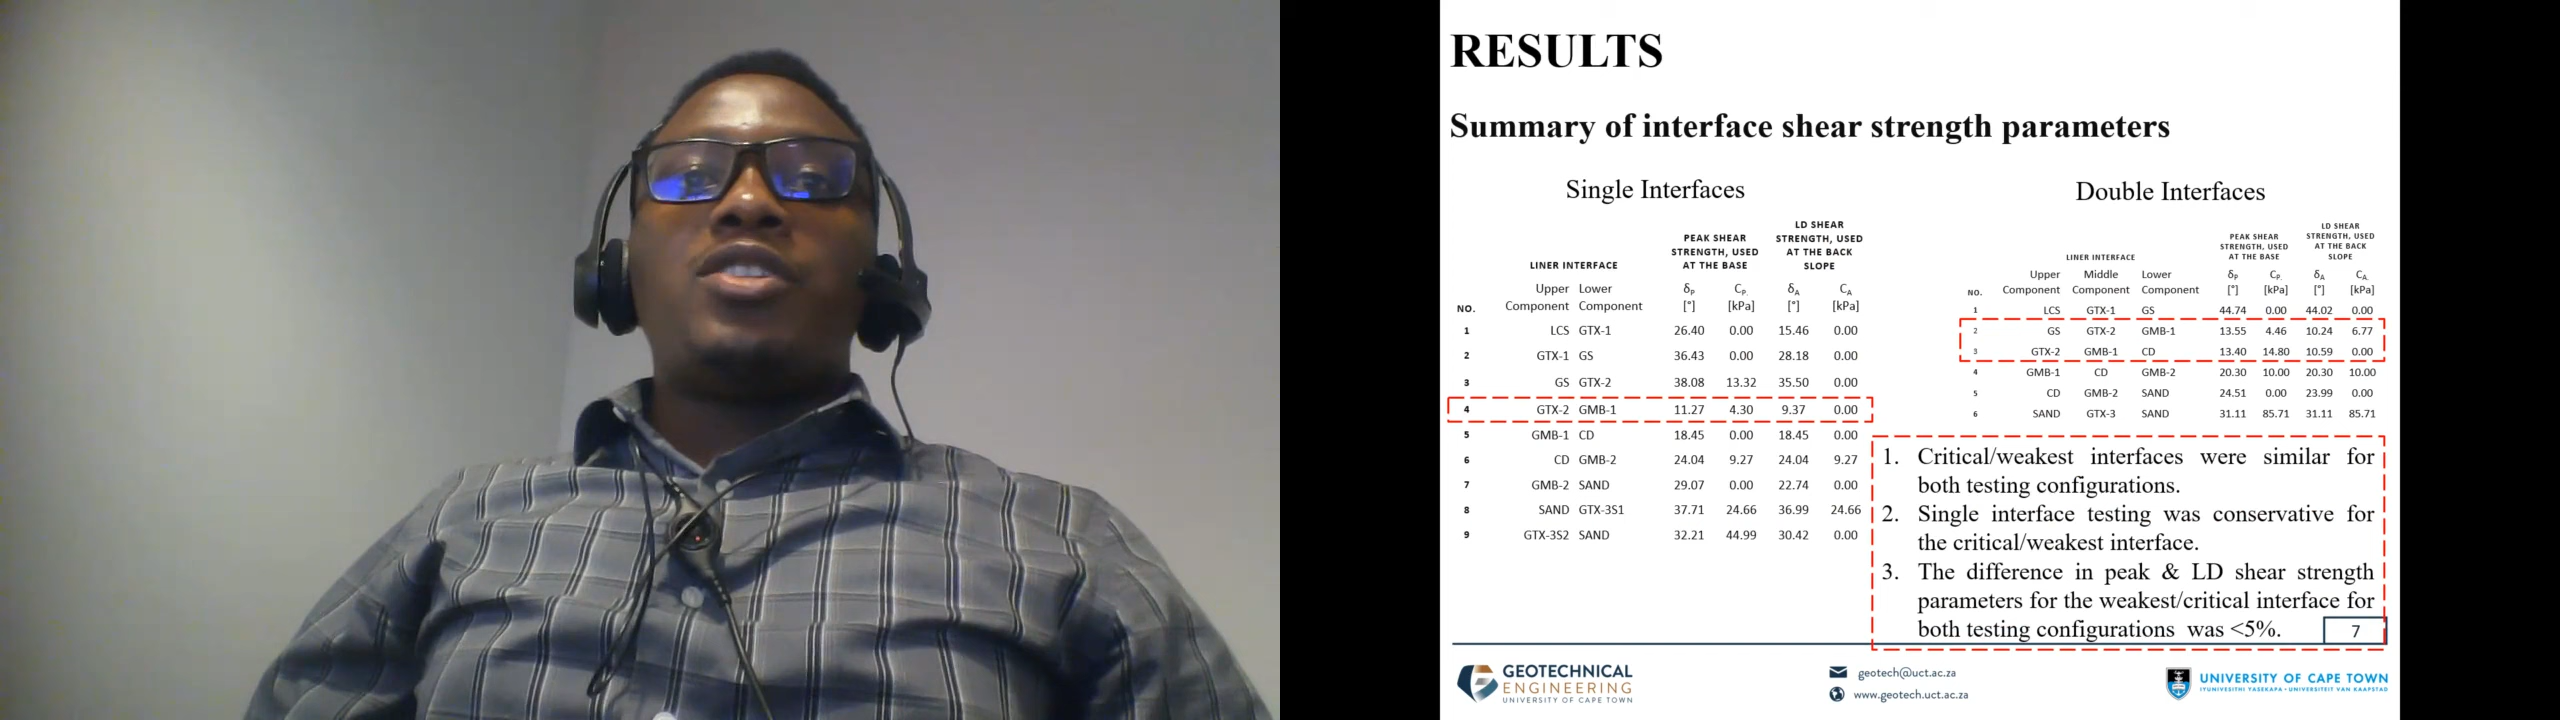 RESULTS
Summary of interface shear strength parameters
Single Interfaces
LINER INTERFACE
PEAK SHEAR
STRENGTH, USED
AT THE BASE
LD SHEAR
STRENGTH, USED
AT THE BACK
SLOPE
NO.
Upper Component
Lower Component
δP [°]
CP. [kPa]
δA [°]
CA [kPa]
1 LCS GTX-1 26.40 0.00 15.46 0.00
2 GTX-1 GS 36.43 0.00 28.18 0.00
3 GS GTX-2 38.08 13.32 35.50 0.00
4 GTX-2 GMB-1 11.27 4.30 9.37 0.00
5 GMB-1 CD 18.45 0.00 18.45 0.00
6 CD GMB-2 24.04 9.27 24.04 9.27
7 GMB-2 SAND 29.07 0.00 22.74 0.00
8 SAND GTX-3S1 37.71 24.66 36.99 24.66
9 GTX-3S2 SAND 32.21 44.99 30.42 0.00
Double Interfaces
LINER INTERFACE
PEAK SHEAR
STRENGTH, USED
AT THE BASE
LD SHEAR
STRENGTH, USED
AT THE BACK
SLOPE
NO.
Upper Component
Middle Component
Lower Component
δP [°]
CP. [kPa]
δA [°]
CA. [kPa]
1 LCS GTX-1 GS 44.74 0.00 44.02 0.00
2 GS GTX-2 GMB-1 13.55 4.46 10.24 6.77
3 GTX-2 GMB-1 CD 13.40 14.80 10.59 0.00
4 GMB-1 CD GMB-2 20.30 10.00 20.30 10.00
5 CD GMB-2 SAND 24.51 0.00 23.99 0.00
6 SAND GTX-3 SAND 31.11 85.71 31.11 85.71
1. Critical/weakest interfaces were similar for
both testing configurations.
2. Single interface testing was conservative for
the critical/weakest interface.
3. The difference in peak & LD shear strength
parameters for the weakest/critical interface for
both testing configurations was <5%.
7
GEOTECHNICAL
ENGINEERING
UNIVERSITY OF CAPE TOWN
geotech@uct.ac.za
www.geotech.uct.ac.za
UNIVERSITY OF CAPE TOWN
IYUNIVESITHI YASEKAPA • UNIVERSITEIT VAN KAAPSTAD